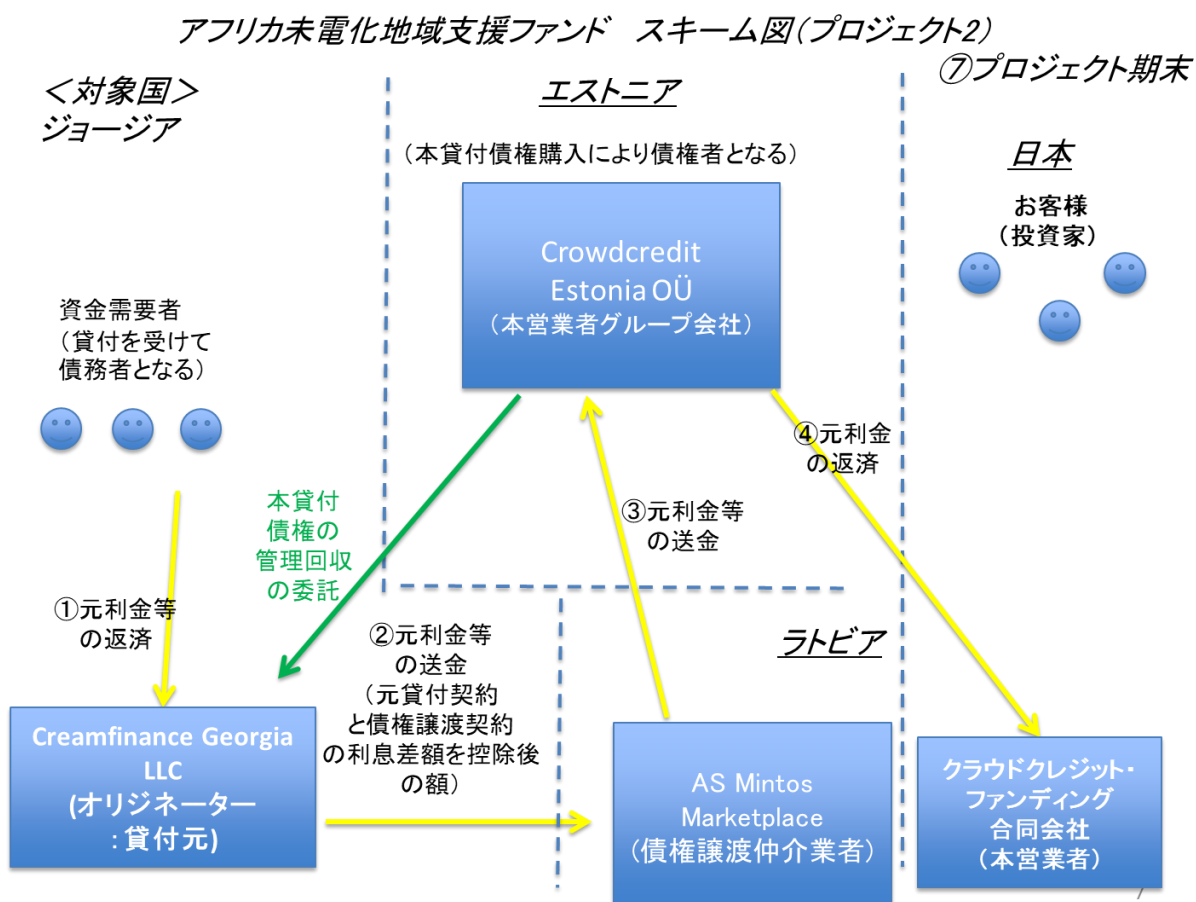 アフリカ未電化地域支援ファンド　スキーム図(プロジェクト2)
⑦プロジェクト期末
＜対象国＞
ジョージア
エストニア
(本貸付債権購入により債権者となる)
日本
お客様
(投資家)
Crowdcredit
Estonia OÜ
(本営業者グループ会社)
資金需要者
(貸付を受けて
債務者となる)
④元利金
の返済
本貸付
債権の
管理回収
の委託
③元利金等
の送金
①元利金等
の返済
②元利金等
の送金
(元貸付契約
と債権譲渡契約
の利息差額を控除後
の額)
ラトビア
Creamfinance Georgia
LLC
(オリジネーター
:貸付元)
AS Mintos
Marketplace
(債権譲渡仲介業者)
クラウドクレジット・
ファンディング
合同会社
(本営業者)